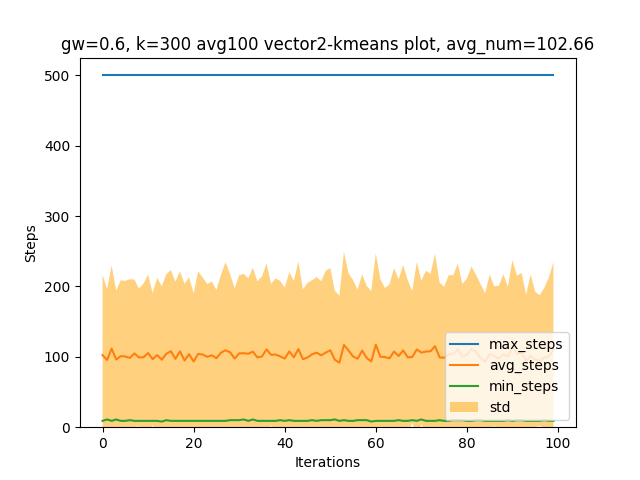 gw=0.6, k=300 avg100 vector2-kmeans plot, avg_num=102.66
500
400
300
200
100
0
Steps
0 20 40 60 80 100
Iterations
max_steps
avg_steps
min_steps
std